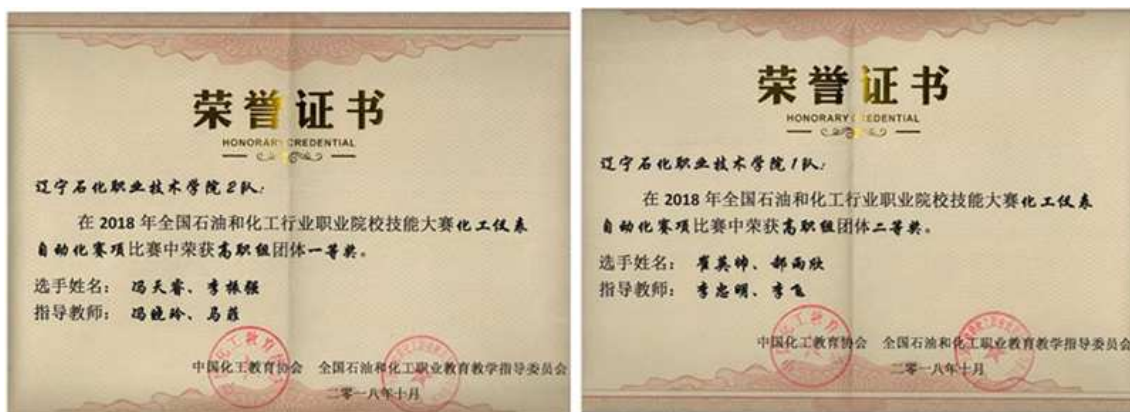 荣誉证书
HONORARY CREDENTIAL
辽宁石化职业技术学院2队：
在2018年全国石油和化工行业职业院校技能大赛化工仪表
自动化赛项比赛中荣获高职组团体一等奖。
选手姓名：冯天睿、李振强
指导教师：冯晓玲、马菲
中国化工教育协会 全国石油和化工职业教育教学指导委员会
二零一八年十月
荣誉证书
HONORARY CREDENTIAL
辽宁石化职业技术学院1队：
在2018年全国石油和化工行业职业院校技能大赛化工仪表
自动化赛项比赛中荣获高职组团体二等奖。
选手姓名：崔英帅、郝雨欣
指导教师：李忠明、李飞
中国化工教育协会 全国石油和化工职业教育教学指导委员会
二零一八年十月